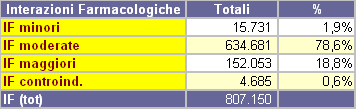 Interazioni Farmacologiche Totali %
IF minori 15.731 1,9%
IF moderate 634.681 78,6%
IF maggiori 152.053 18,8%
IF controind. 4.685 0,6%
IF (tot) 807.150